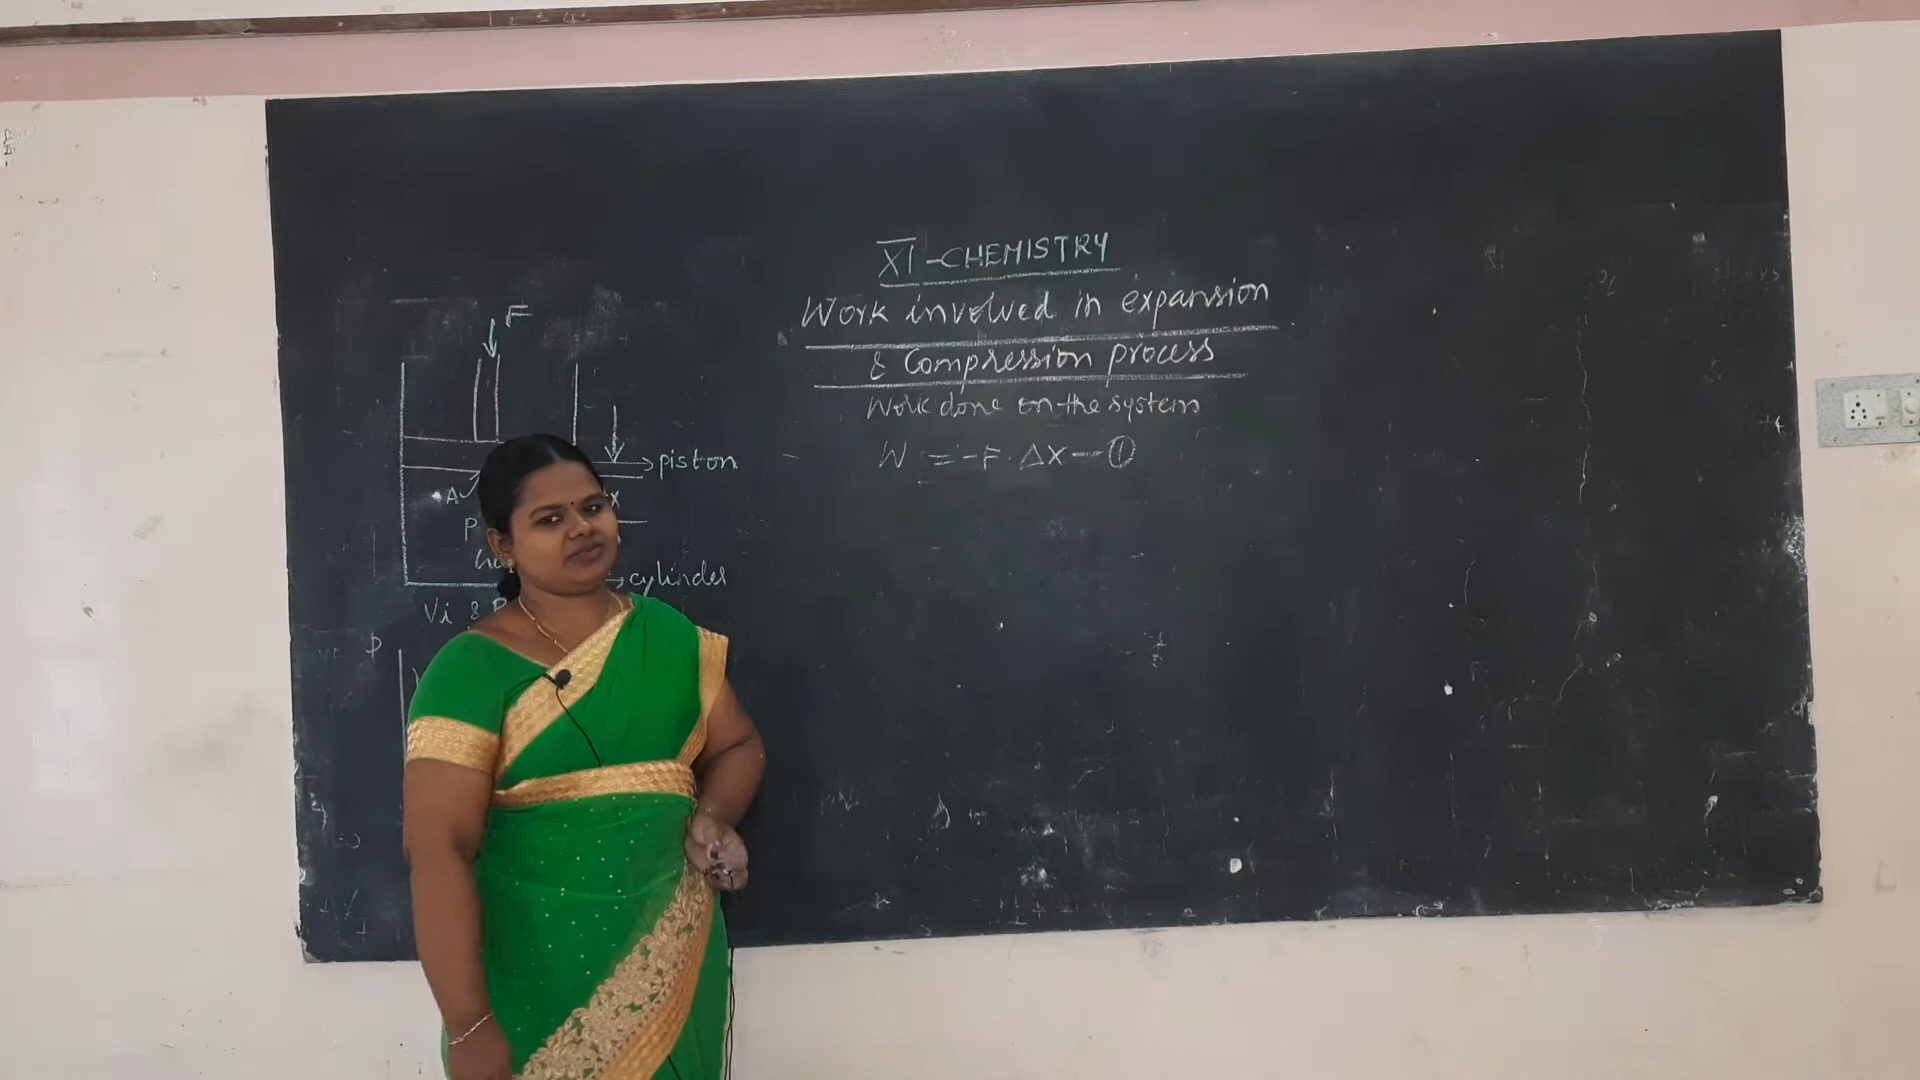 XI-CHEMISTRY
Work involved in expansion
& Compression process
Work done on the system
W = -F. ΔX — ①
F
→ piston
A
X
P
→ cylinder
Vi &
P